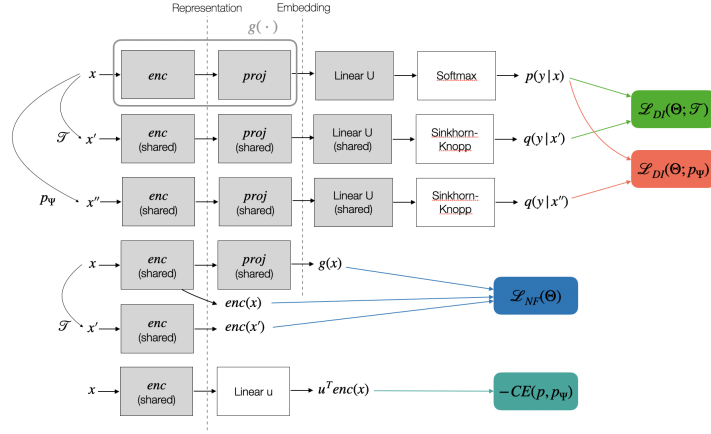 Representation Embedding
g( · )
x enc proj Linear U Softmax p(y|x)
ℒ_DI(Θ; 𝒯)
𝒯 x′ enc (shared) proj (shared) Linear U (shared) Sinkhorn-Knopp q(y|x′)
ℒ_DI(Θ; p_Ψ)
p_Ψ x″ enc (shared) proj (shared) Linear U (shared) Sinkhorn-Knopp q(y|x″)
x enc (shared) proj (shared) g(x)
enc(x) ℒ_NF(Θ)
𝒯 x′ enc (shared) enc(x′)
x enc (shared) Linear u u^T enc(x) −CE(p, p_Ψ)